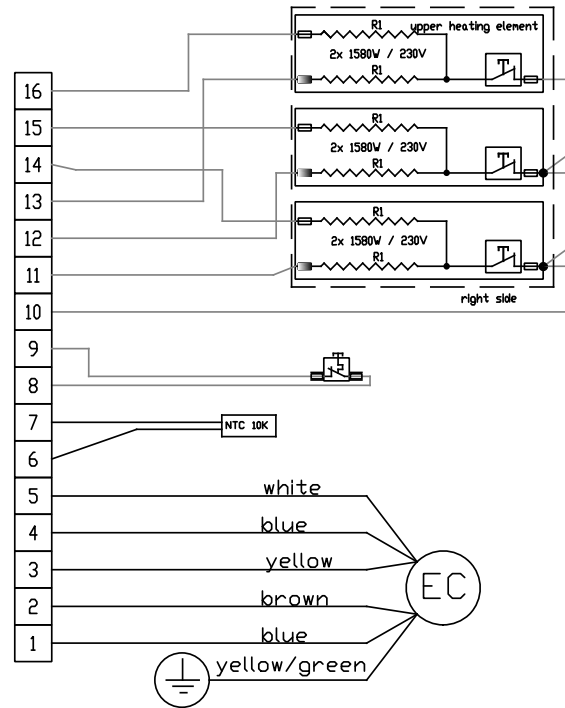 R1 upper heating element
2x 1580W / 230V
R1
16
R1
15
2x 1580W / 230V
R1
14
13
R1
12
2x 1580W / 230V
R1
11
right side
10
9
8
7
NTC 10K
6
5
white
4
blue
3
yellow
EC
2
brown
1
blue
yellow/green